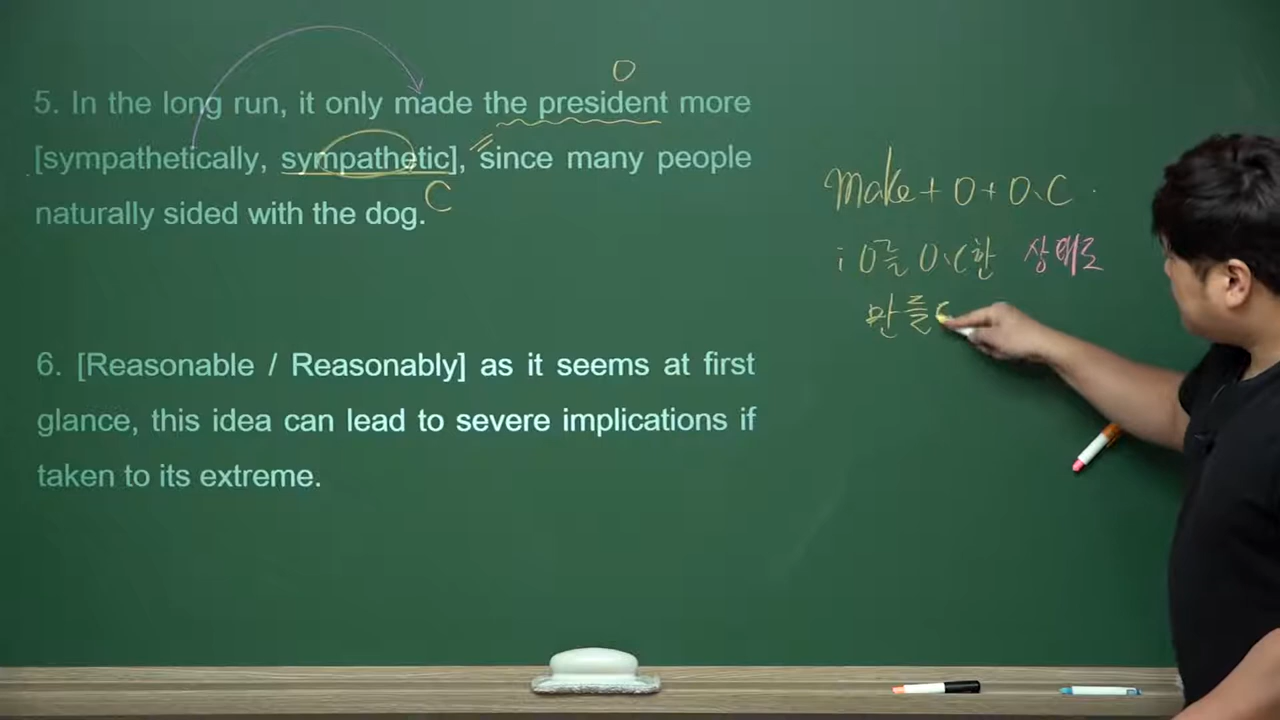 O
5. In the long run, it only made the president more
[sympathetically, sympathetic], since many people
C
naturally sided with the dog.
Make + O + O.C
: O를 O.C한 상태로
만들
6. [Reasonable / Reasonably] as it seems at first
glance, this idea can lead to severe implications if
taken to its extreme.